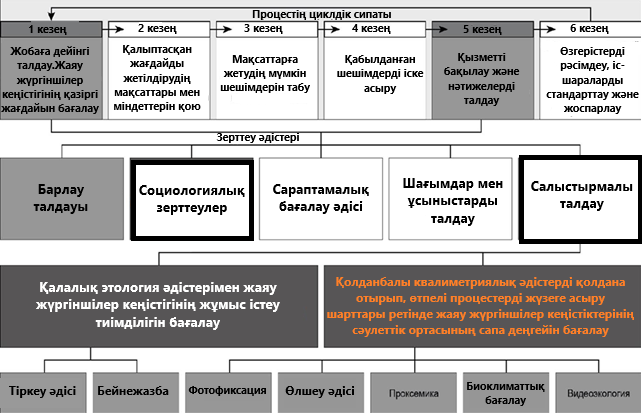 Процестің циклдік сипаты
1 кезең
Жобаға дейінгі
талдау.Жаяу
жүргіншілер
кеңістігінің қазіргі
жағдайын бағалау
2 кезең
Қалыптасқан
жағдайды
жетілдірудің
мақсаттары мен
міндеттерін қою
3 кезең
Мақсаттарға
жетудің мүмкін
шешімдерін табу
4 кезең
Қабылданған
шешімдерді іске
асыру
5 кезең
Қызметті
бақылау және
нәтижелерді
талдау
6 кезең
Өзгерістерді
рәсімдеу, іс-
шараларды
стандарттау және
жоспарлау
Зерттеу әдістері
Барлау
талдауы
Социологиялық
зерттеулер
Сараптамалық
бағалау әдісі
Шағымдар мен
ұсыныстарды
талдау
Салыстырмалы
талдау
Қалалық этология әдістерімен жаяу
жүргіншілер кеңістігінің жұмыс істеу
тиімділігін бағалау
Қолданбалы квалиметриялық әдістерді қолдана
отырып, өтпелі процестерді жүзеге асыру
шарттары ретінде жаяу жүргіншілер кеңістіктерінің
сәулеттік ортасының сапа деңгейін бағалау
Тіркеу әдісі
Бейнежазба
Фотофиксация
Өлшеу әдісі
Проксемика
Биоклиматтық
бағалау
Видеоэкология